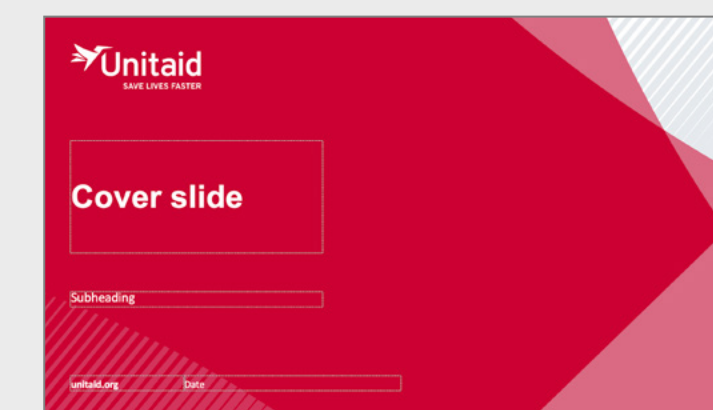 Unitaid
SAVE LIVES FASTER
Cover slide
Subheading
unitaid.org Date